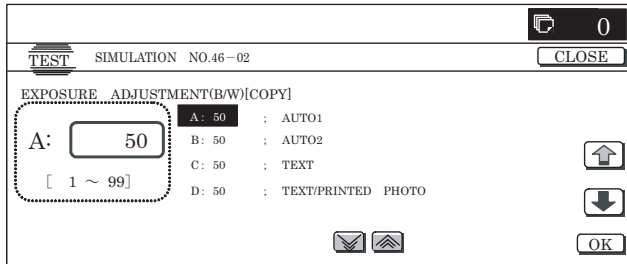 0
TEST SIMULATION NO.46-02 CLOSE
EXPOSURE ADJUSTMENT(B/W)[COPY]
A: 50
[ 1 ～ 99]
A: 50 ; AUTO1
B: 50 ; AUTO2
C: 50 ; TEXT
D: 50 ; TEXT/PRINTED PHOTO
OK